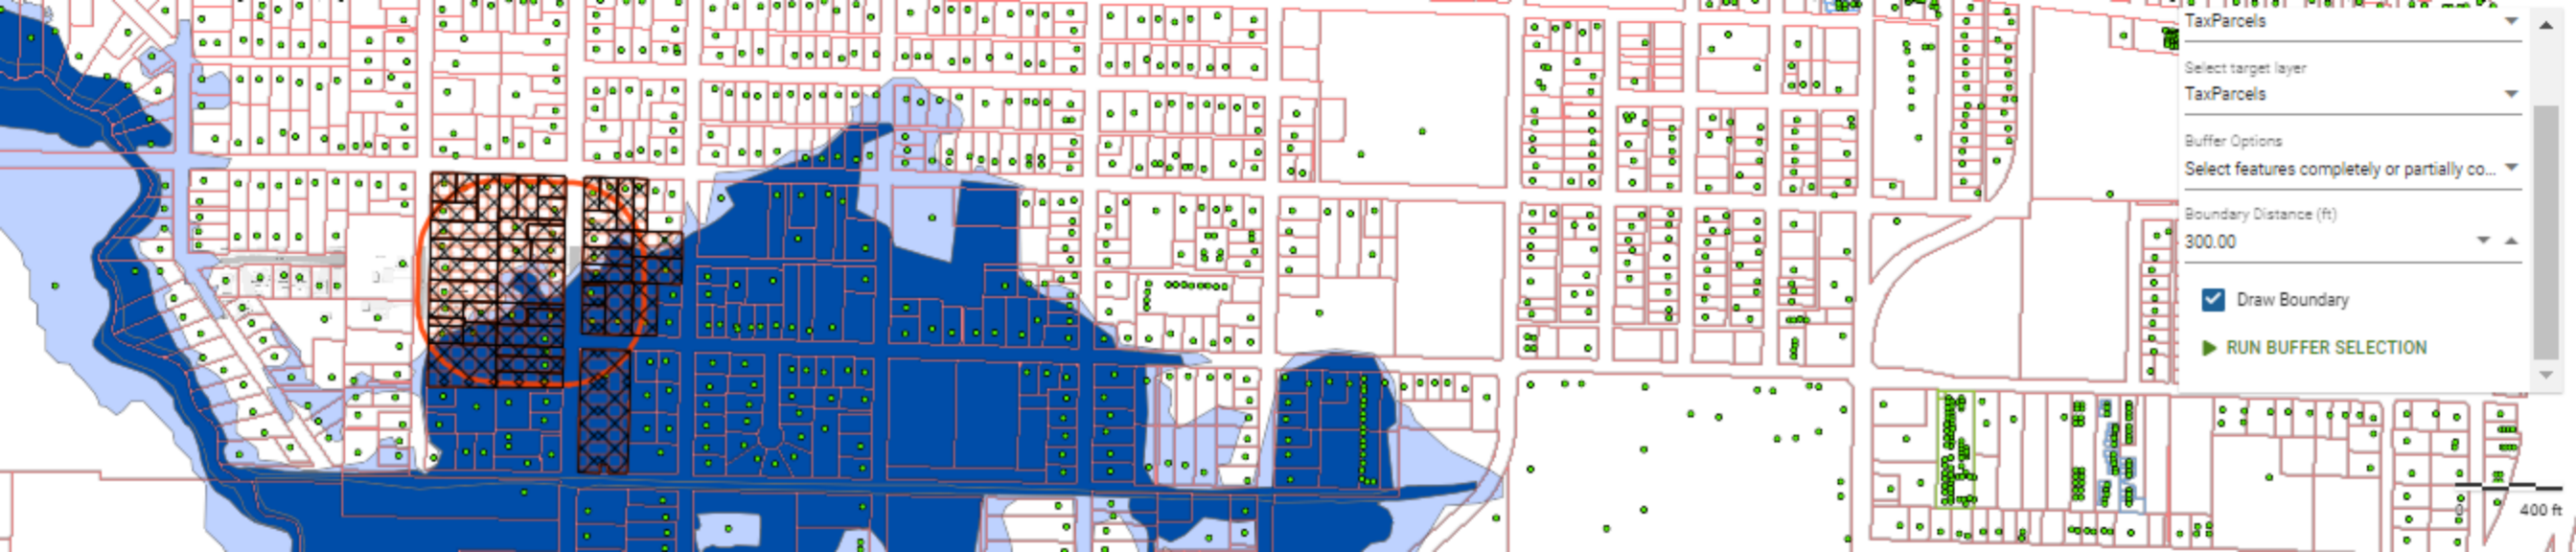 TaxParcels
Select target layer
TaxParcels
Buffer Options
Select features completely or partially co...
Boundary Distance (ft)
300.00
Draw Boundary
RUN BUFFER SELECTION
0
400 ft